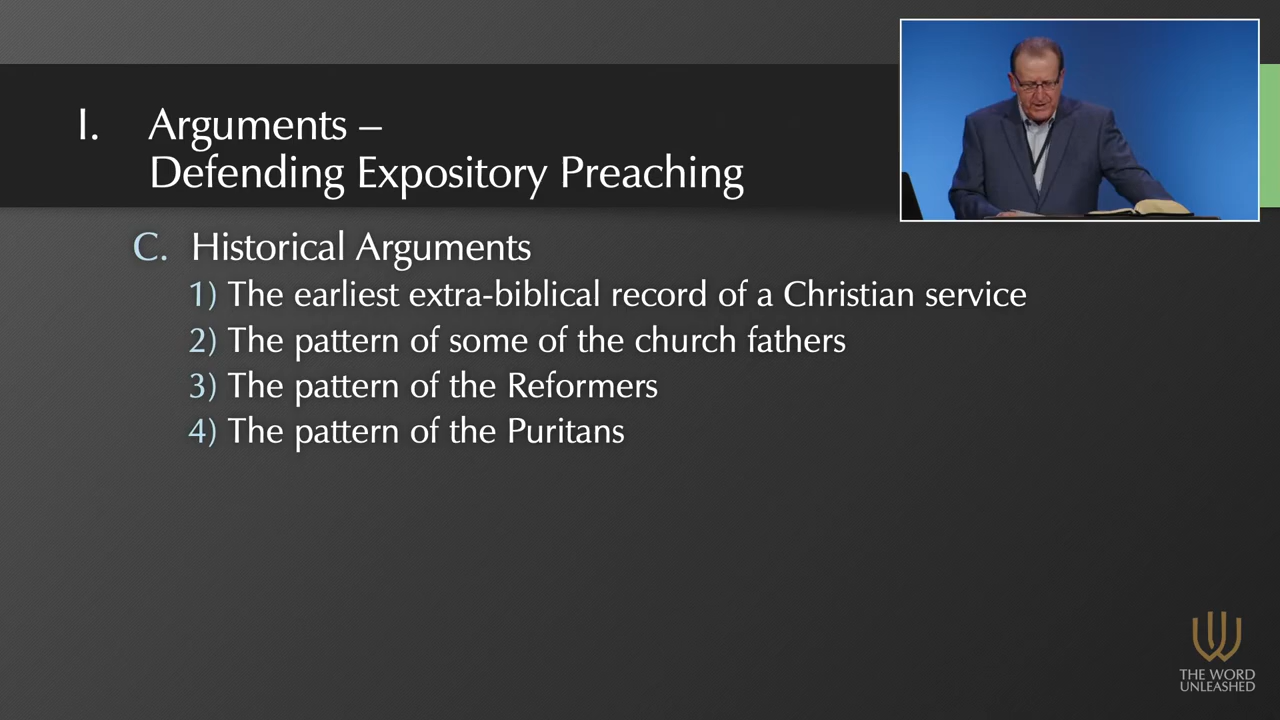 I. Arguments –
Defending Expository Preaching
C. Historical Arguments
1) The earliest extra-biblical record of a Christian service
2) The pattern of some of the church fathers
3) The pattern of the Reformers
4) The pattern of the Puritans
THE WORD
UNLEASHED